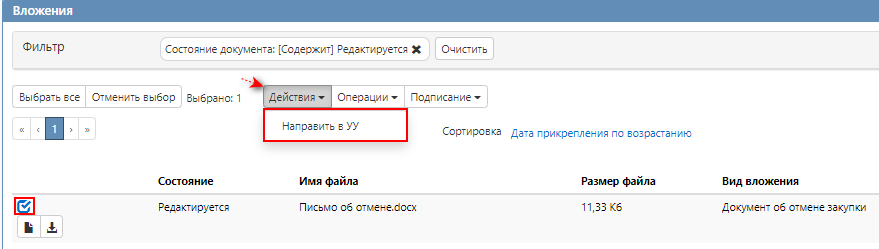 Вложения
Фильтр
Состояние документа: [Содержит] Редактируется ✖ Очистить
Выбрать все Отменить выбор Выбрано: 1 Действия Операции Подписание
« ‹ 1 › »
Направить в УУ
Сортировка Дата прикрепления по возрастанию
Состояние Имя файла Размер файла Вид вложения
Редактируется Письмо об отмене.docx 11,33 Кб Документ об отмене закупки